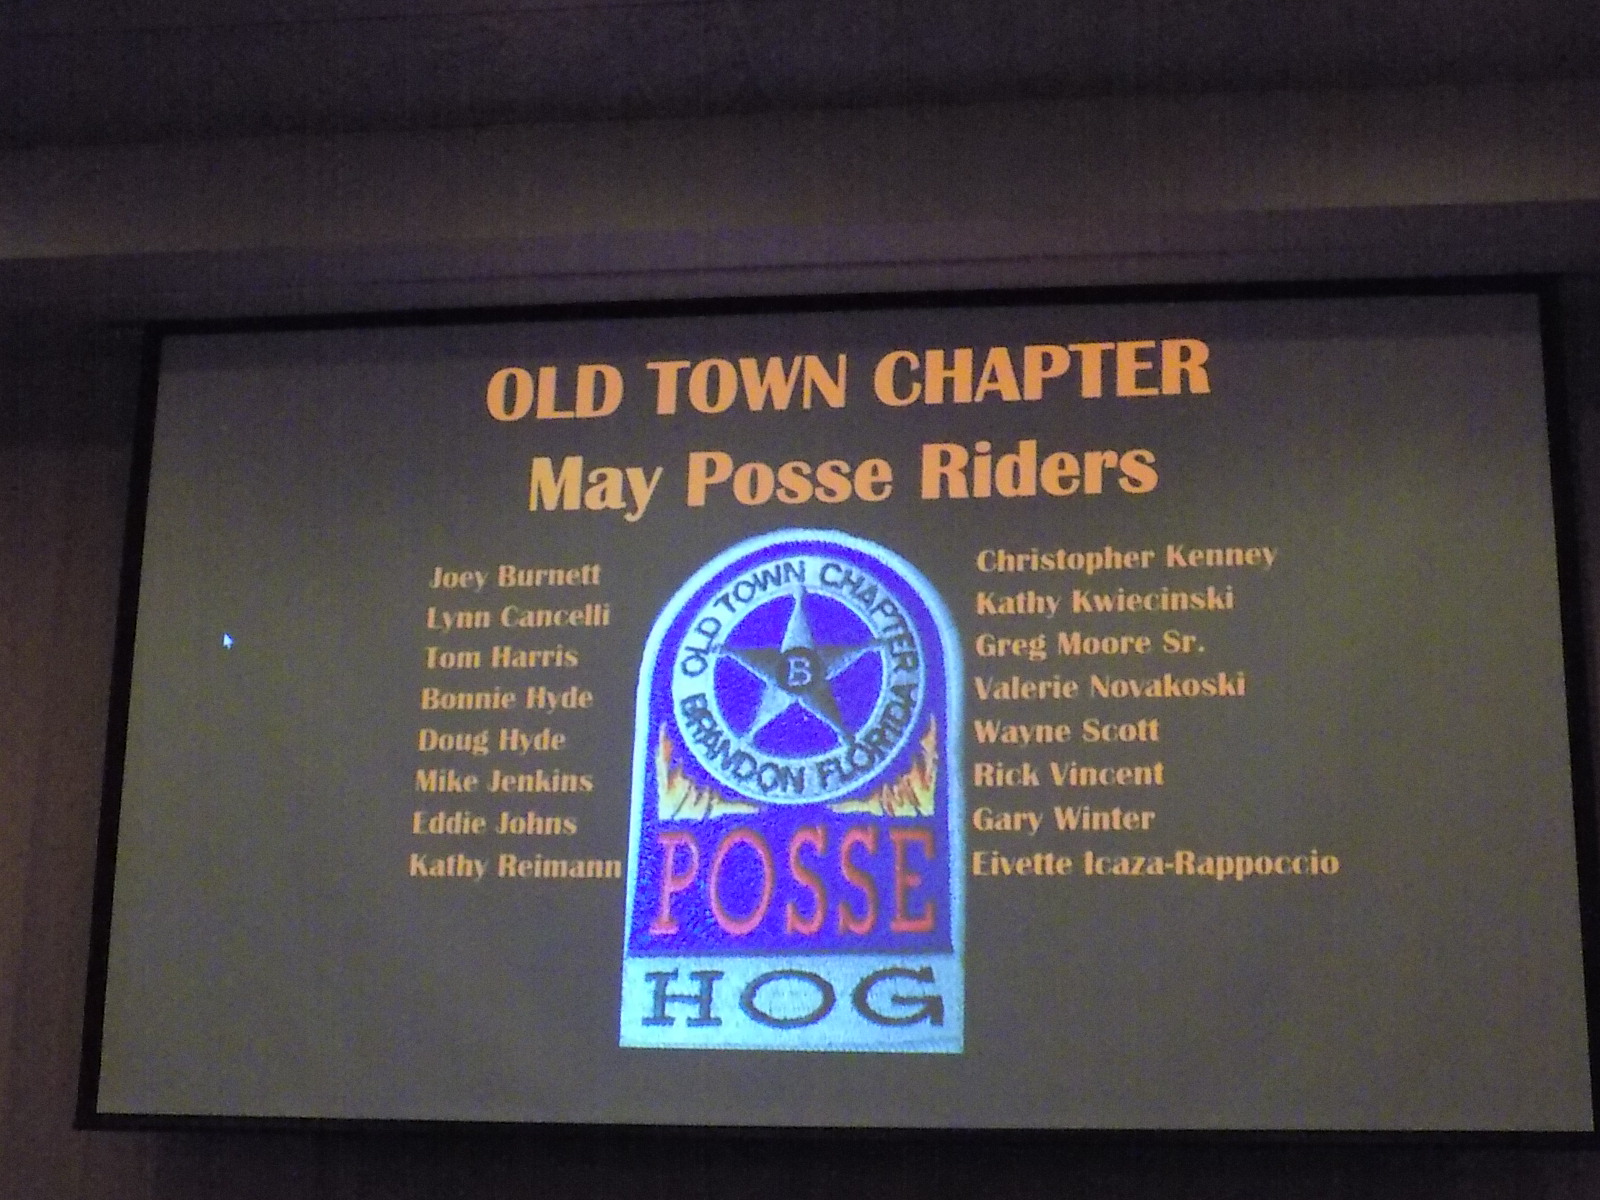 OLD TOWN CHAPTER
May Posse Riders
Joey Burnett
Lynn Cancelli
Tom Harris
Bonnie Hyde
Doug Hyde
Mike Jenkins
Eddie Johns
Kathy Reimann
OLD TOWN CHAPTER
B
BRANDON FLORIDA
POSSE
HOG
Christopher Kenney
Kathy Kwiecinski
Greg Moore Sr.
Valerie Novakoski
Wayne Scott
Rick Vincent
Gary Winter
Eivette Icaza-Rappoccio